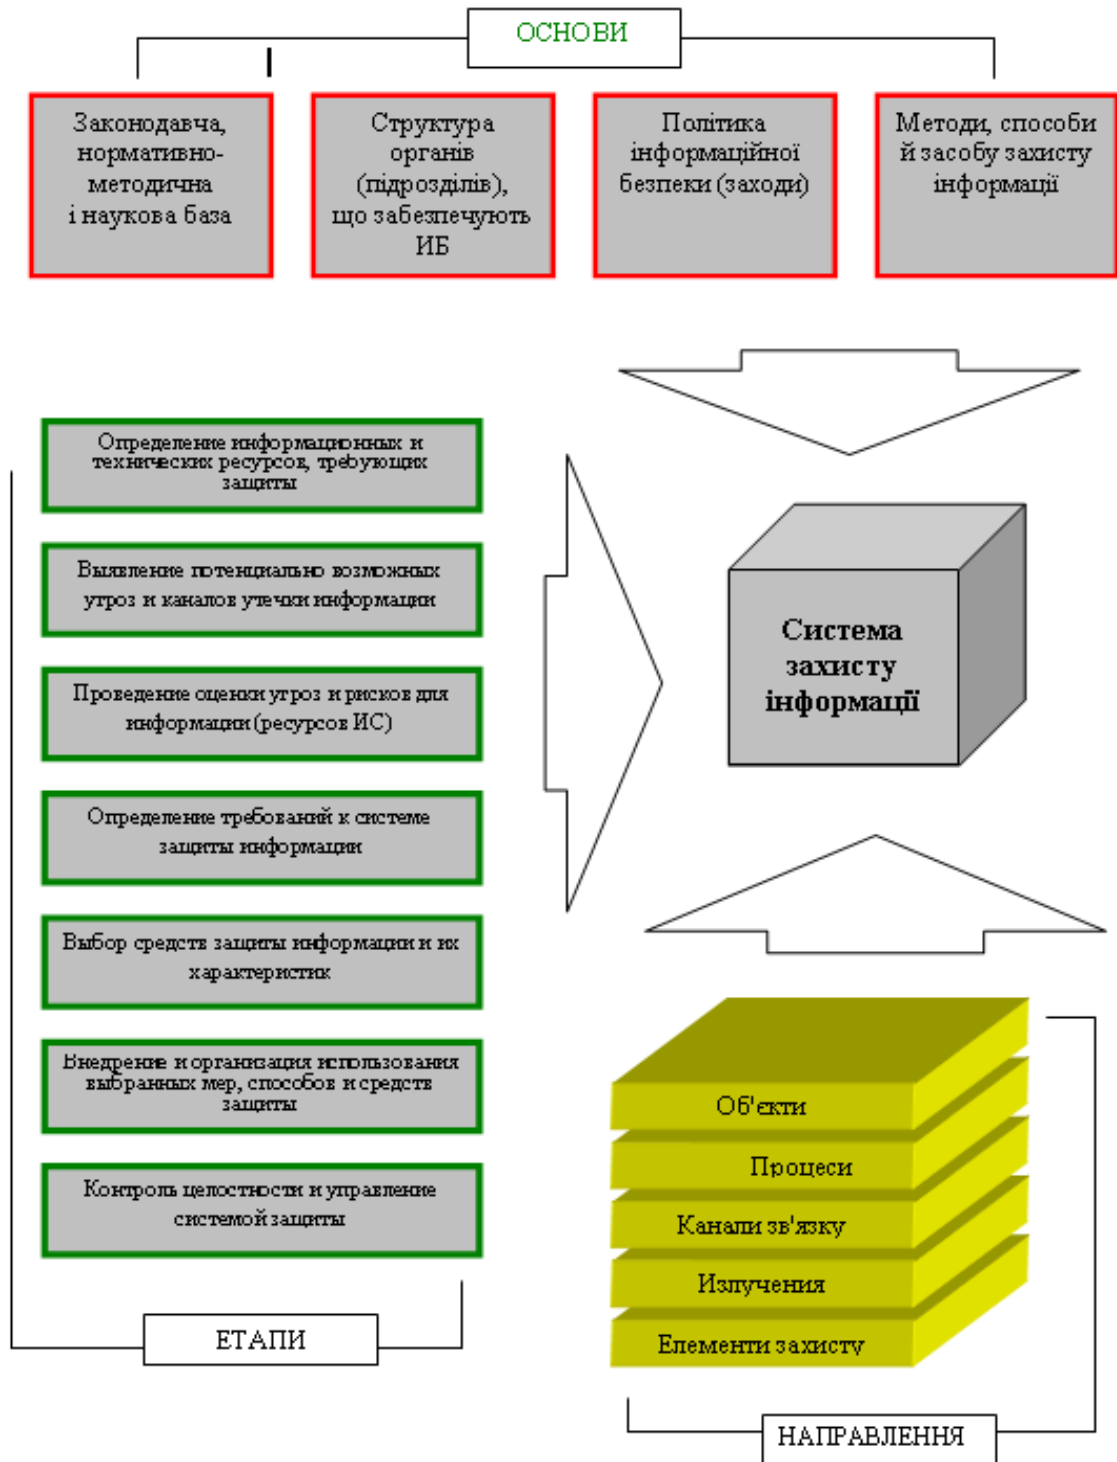 ОСНОВИ
Законодавча,
нормативно-
методична
і наукова база
Структура
органів
(підрозділів),
що забезпечують
ИБ
Політика
інформаційної
безпеки (заходи)
Методи, способи
й засобу захисту
інформації
Определение информационных и
технических ресурсов, требующих
защиты
Выявление потенциально возможных
угроз и каналов утечки информации
Проведение оценки угроз и рисков для
информации (ресурсов ИС)
Определение требований к системе
защиты информации
Выбор средств защиты информации и их
характеристик
Внедрение и организация использования
выбранных мер, способов и средств
защиты
Контроль целостности и управление
системой защиты
ЕТАПИ
Система
захисту
інформації
Об'єкти
Процеси
Канали зв'язку
Излучения
Елементи захисту
НАПРАВЛЕННЯ